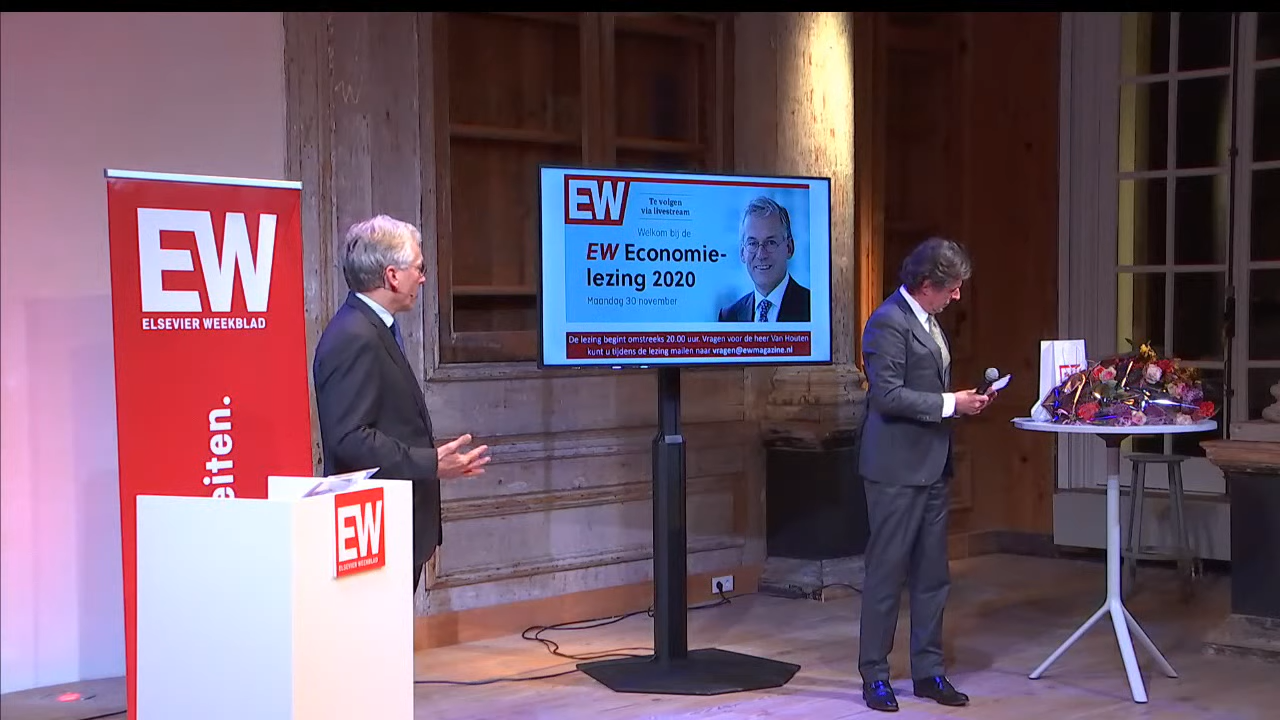 EW
ELSEVIER WEEKBLAD
eiten.
EW
ELSEVIER WEEKBLAD
EW
Te volgen
via livestream
Welkom bij de
EW Economie-
lezing 2020
Maandag 30 november
De lezing begint omstreeks 20.00 uur. Vragen voor de heer Van Houten
kunt u tijdens de lezing mailen naar vragen@ewmagazine.nl
EW